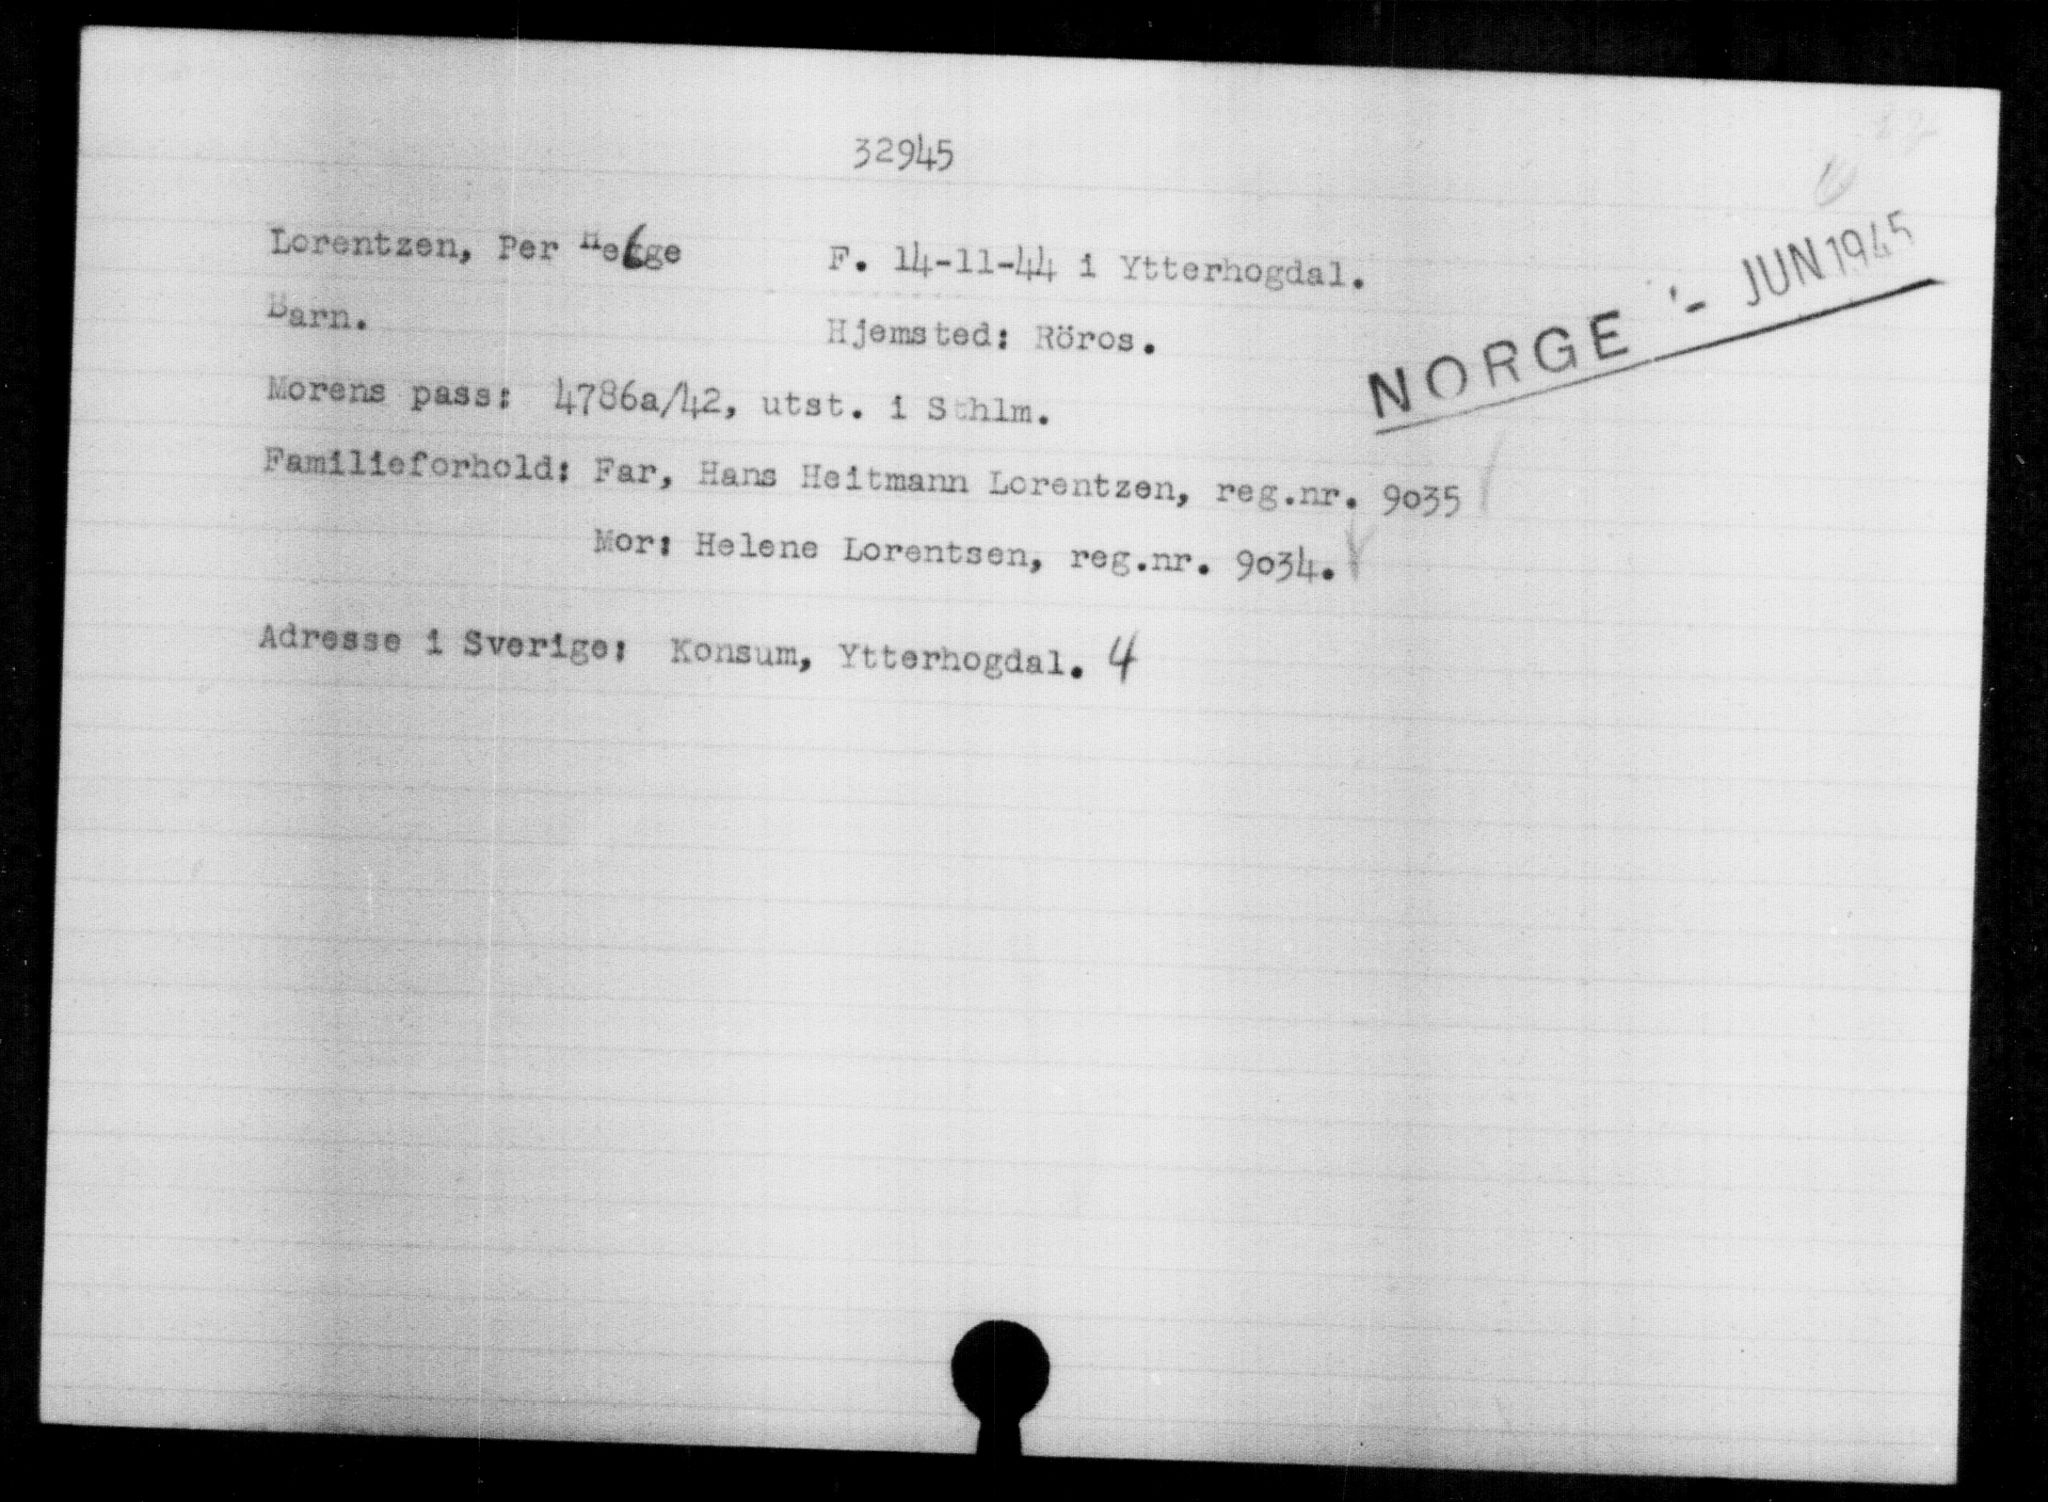 32945
Lorentzen, Per Helge
F. 14-11-44 i Ytterhogdal.
NORGE - JUN 1945
Barn.
Hjemsted: Röros.
Morens pass: 4786a/42, utst. i Sthlm.
Familieforhold: Far, Hans Heitmann Lorentzen, reg.nr. 9035
Mor: Helene Lorentsen, reg.nr. 9034.
Adresse i Sverige: Konsum, Ytterhogdal. 4